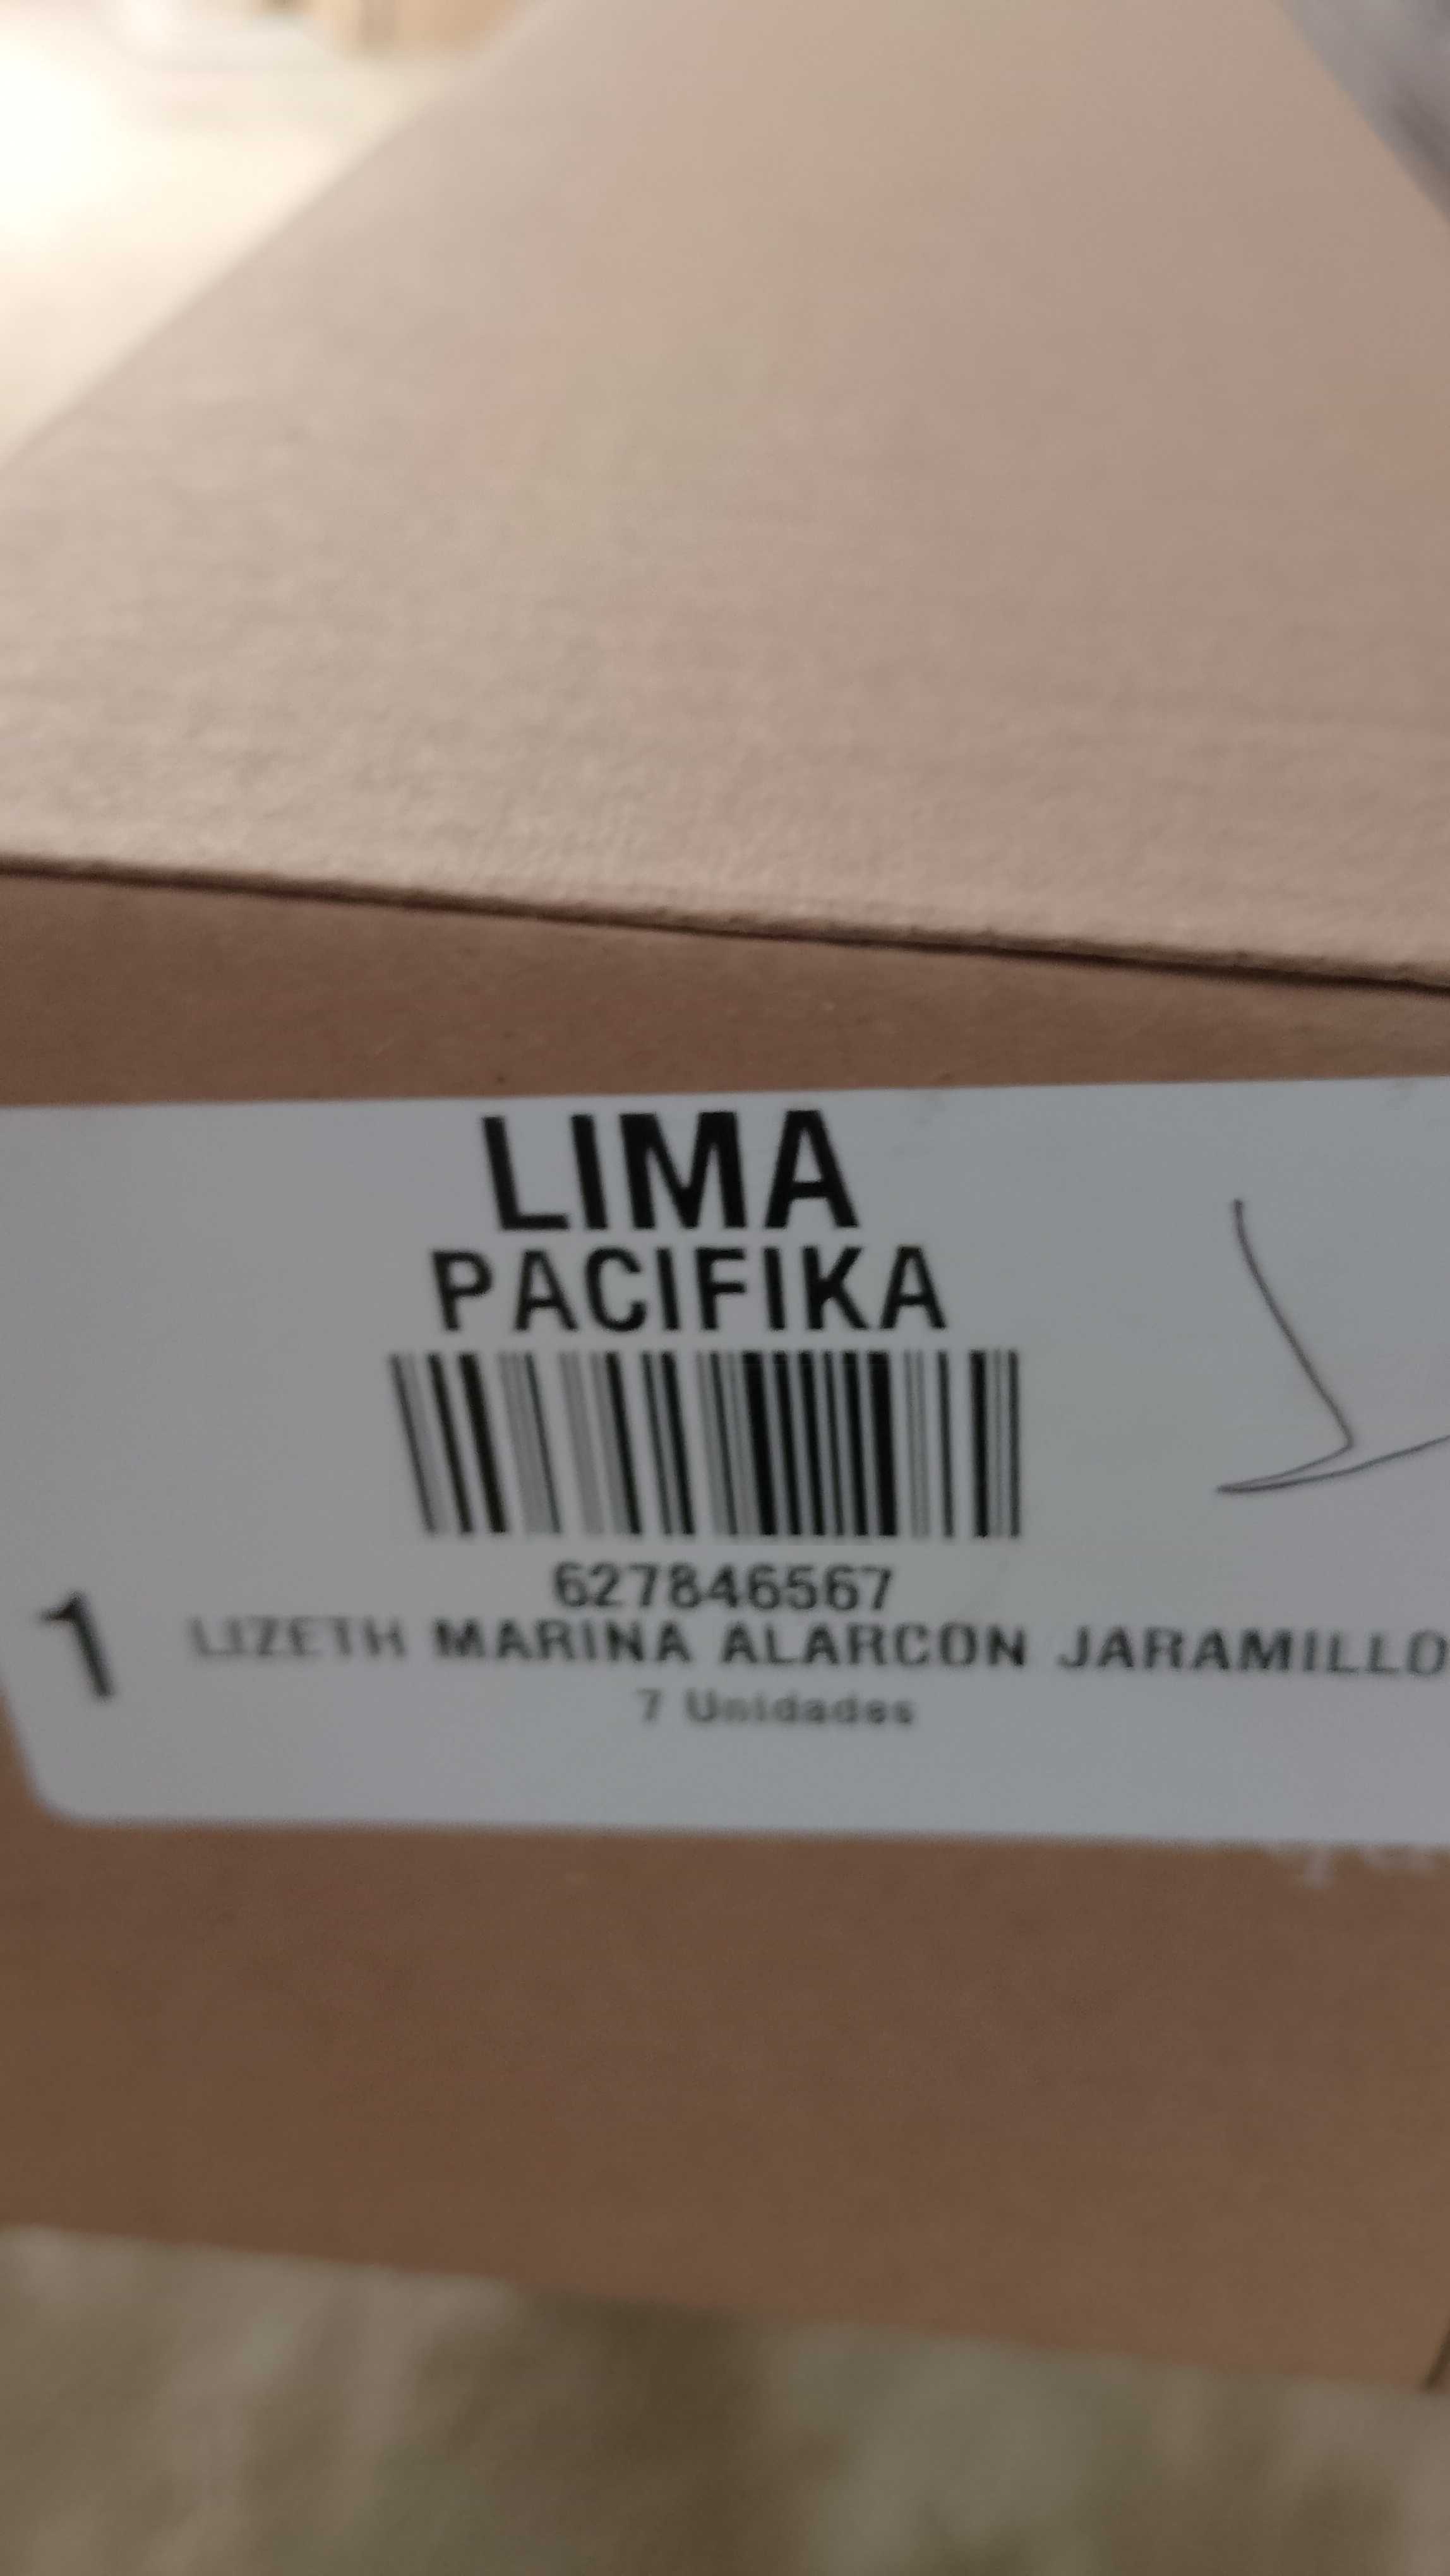 LIMA
PACIFIKA
627846567
1 LIZETH MARINA ALARCON JARAMILLO
7 Unidades